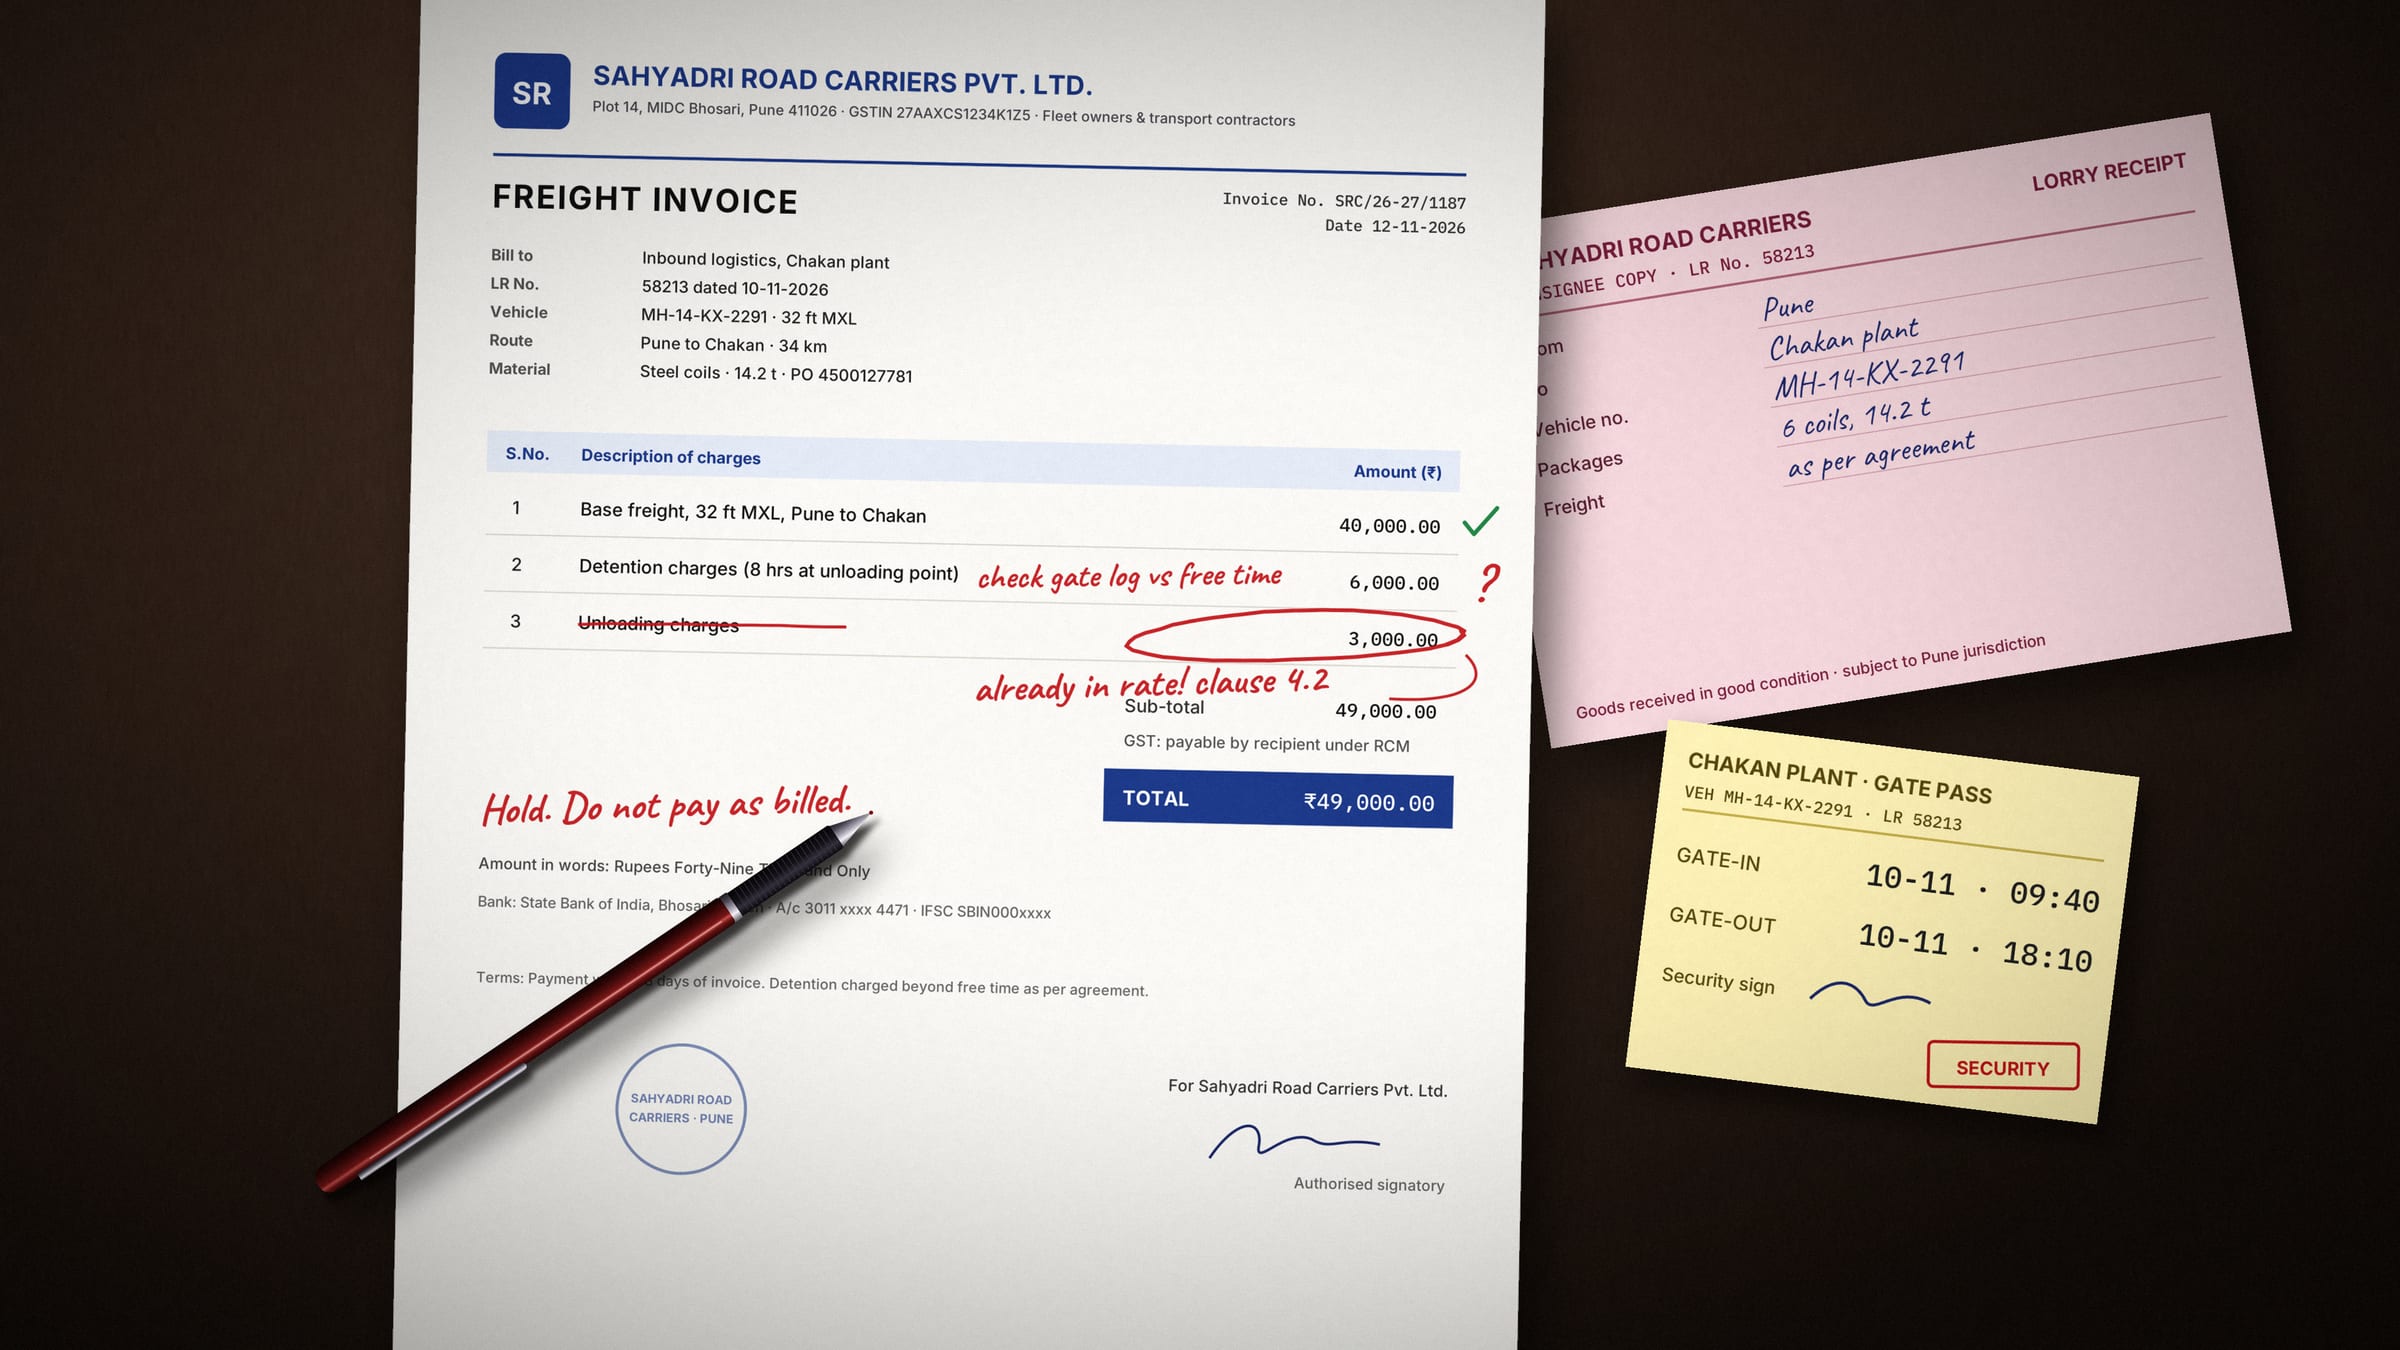 SR
SAHYADRI ROAD CARRIERS PVT. LTD.
Plot 14, MIDC Bhosari, Pune 411026 · GSTIN 27AAXCS1234K1Z5 · Fleet owners & transport contractors
FREIGHT INVOICE
Invoice No. SRC/26-27/1187
Date 12-11-2026
Bill to Inbound logistics, Chakan plant
LR No. 58213 dated 10-11-2026
Vehicle MH-14-KX-2291 · 32 ft MXL
Route Pune to Chakan · 34 km
Material Steel coils · 14.2 t · PO 4500127781
S.No. Description of charges Amount (₹)
1 Base freight, 32 ft MXL, Pune to Chakan 40,000.00 ✓
2 Detention charges (8 hrs at unloading point) check gate log vs free time 6,000.00 ?
3 Unloading charges 3,000.00
already in rate! clause 4.2
Sub-total 49,000.00
GST: payable by recipient under RCM
TOTAL ₹49,000.00
Hold. Do not pay as billed.
Amount in words: Rupees Forty-Nine Only
Bank: State Bank of India, · A/c 3011 xxxx 4471 · IFSC SBIN000xxxx
Terms: Payment days of invoice. Detention charged beyond free time as per agreement.
SAHYADRI ROAD
CARRIERS · PUNE
For Sahyadri Road Carriers Pvt. Ltd.
Authorised signatory
LORRY RECEIPT
HYADRI ROAD CARRIERS
SIGNEE COPY · LR No. 58213
om Pune
o Chakan plant
Vehicle no. MH-14-KX-2291
Packages 6 coils, 14.2 t
Freight as per agreement
Goods received in good condition · subject to Pune jurisdiction
CHAKAN PLANT · GATE PASS
VEH MH-14-KX-2291 · LR 58213
GATE-IN 10-11 · 09:40
GATE-OUT 10-11 · 18:10
Security sign
SECURITY